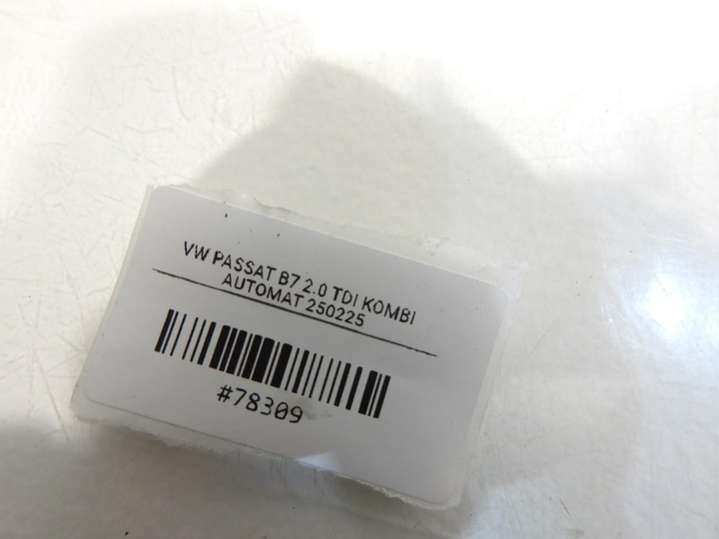 VW PASSAT B7 2.0 TDI KOMBI
AUTOMAT 250225
#78309